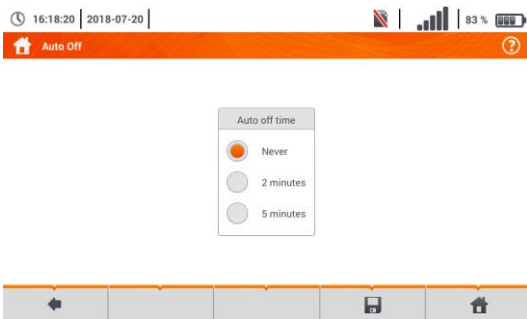 16:18:20 2018-07-20 83 %
Auto Off
Auto off time
Never
2 minutes
5 minutes